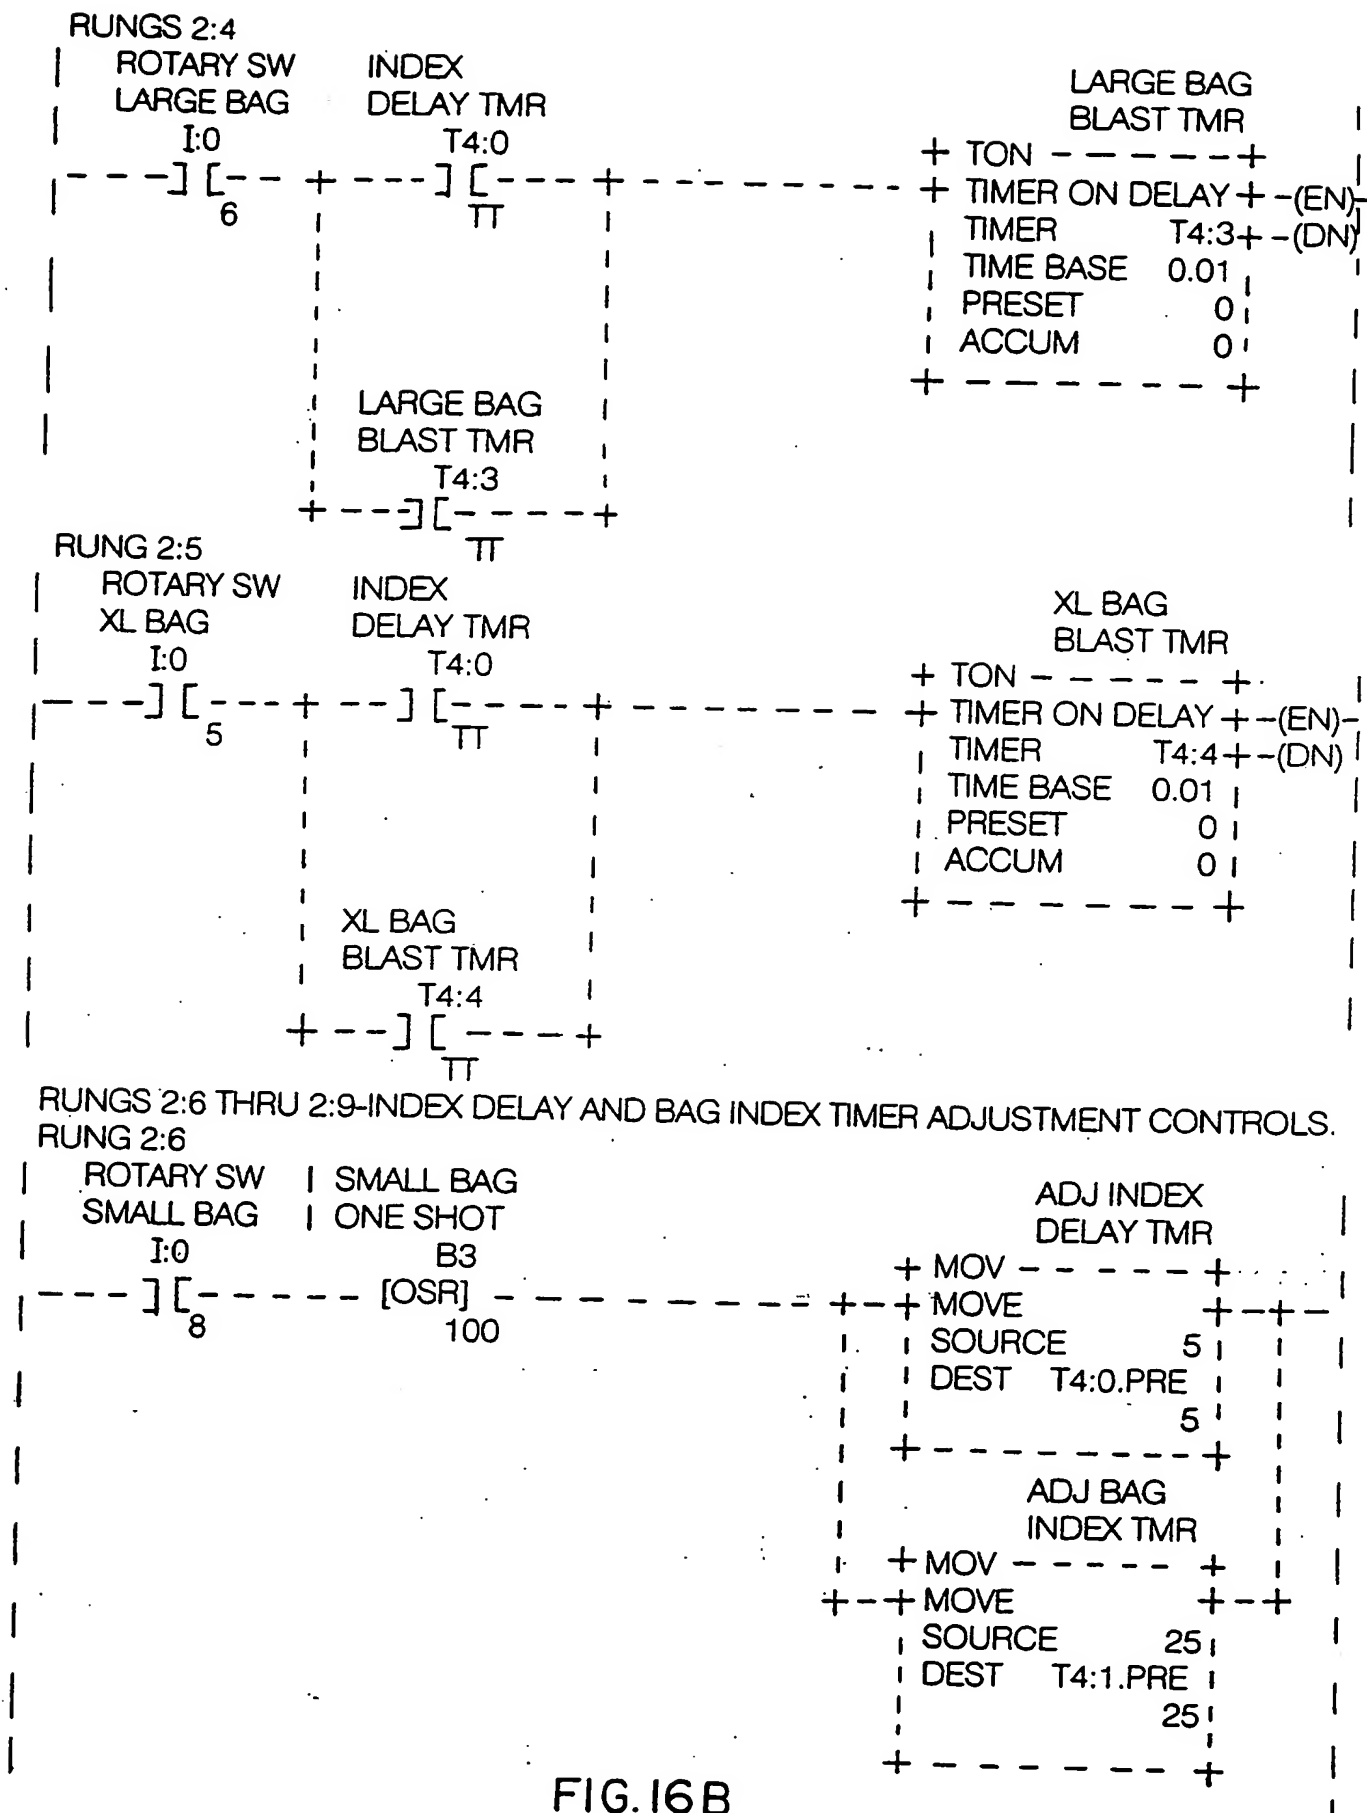 RUNGS 2:4
ROTARY SW INDEX
LARGE BAG DELAY TMR
LARGE BAG
BLAST TMR
I:0 T4:0
] [ ] [
6 TT
TON
TIMER ON DELAY (EN)
TIMER T4:3 (DN)
TIME BASE 0.01
PRESET 0
ACCUM 0
LARGE BAG
BLAST TMR
T4:3
] [
TT
RUNG 2:5
ROTARY SW INDEX
XL BAG DELAY TMR
XL BAG
BLAST TMR
I:0 T4:0
] [ ] [
5 TT
TON
TIMER ON DELAY (EN)
TIMER T4:4 (DN)
TIME BASE 0.01
PRESET 0
ACCUM 0
XL BAG
BLAST TMR
T4:4
] [
TT
RUNGS 2:6 THRU 2:9-INDEX DELAY AND BAG INDEX TIMER ADJUSTMENT CONTROLS.
RUNG 2:6
ROTARY SW SMALL BAG
SMALL BAG ONE SHOT
I:0 B3
] [ [OSR]
8 100
ADJ INDEX
DELAY TMR
MOV
MOVE
SOURCE 5
DEST T4:0.PRE
5
ADJ BAG
INDEX TMR
MOV
MOVE
SOURCE 25
DEST T4:1.PRE
25
FIG. 16B